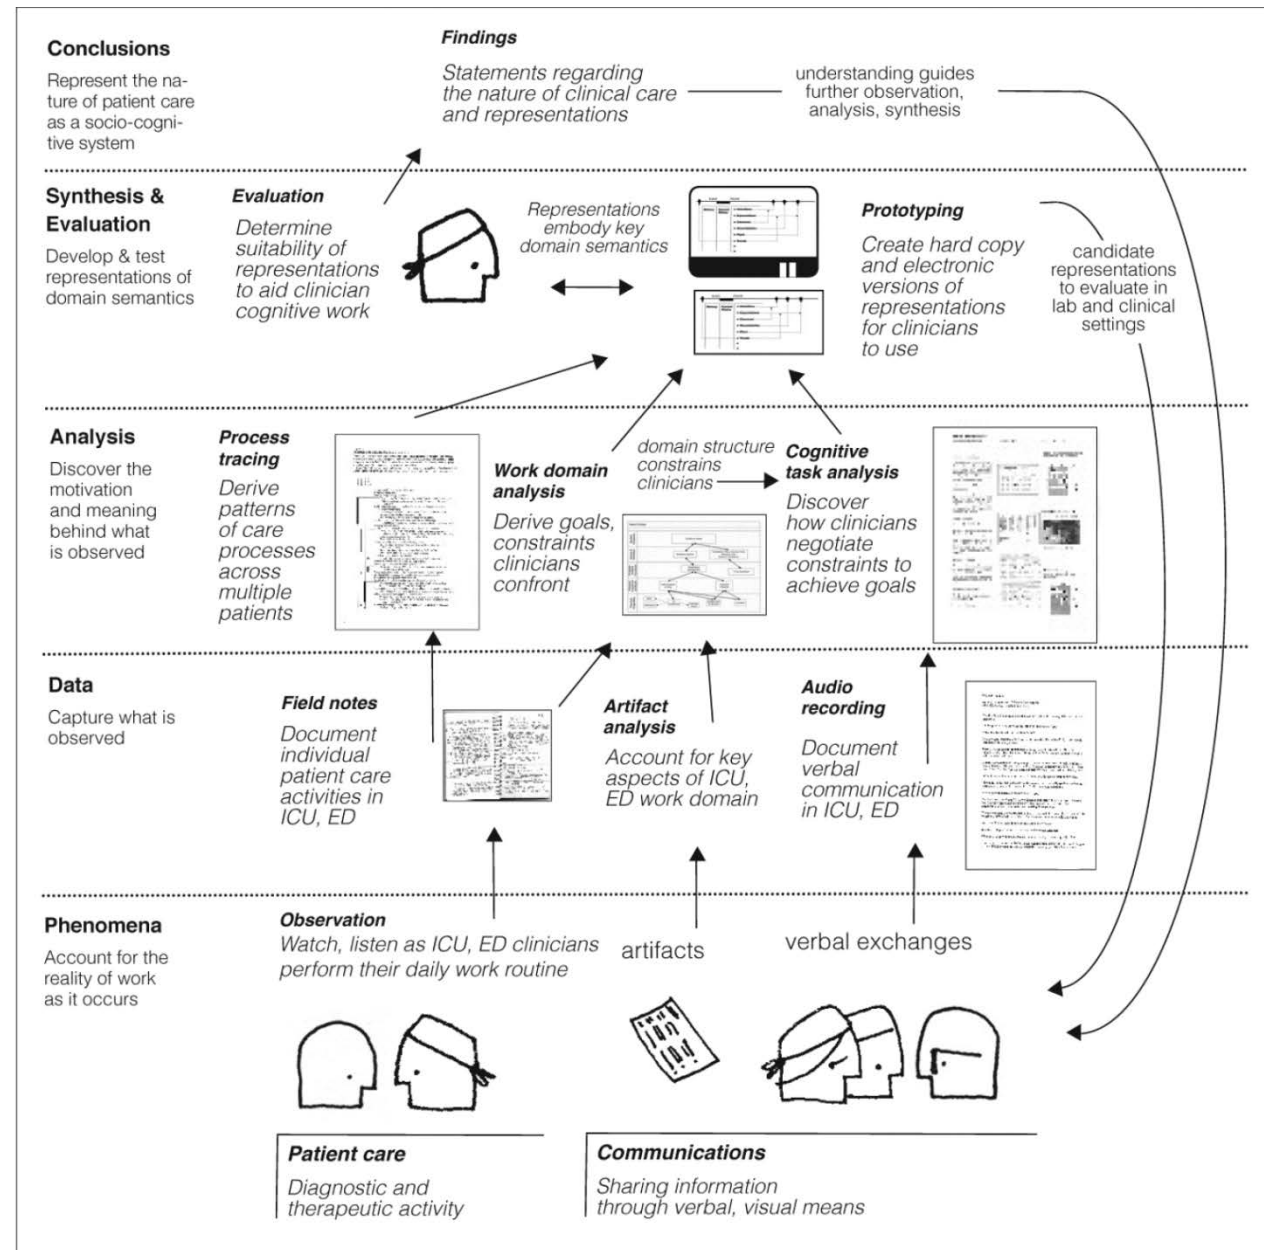 Conclusions
Represent the na-
ture of patient care
as a socio-cogni-
tive system
Findings
Statements regarding
the nature of clinical care
and representations
understanding guides
further observation,
analysis, synthesis
Synthesis &
Evaluation
Develop & test
representations of
domain semantics
Evaluation
Determine
suitability of
representations
to aid clinician
cognitive work
Representations
embody key
domain semantics
Prototyping
Create hard copy
and electronic
versions of
representations
for clinicians
to use
candidate
representations
to evaluate in
lab and clinical
settings
Analysis
Discover the
motivation
and meaning
behind what
is observed
Process
tracing
Derive
patterns
of care
processes
across
multiple
patients
Work domain
analysis
Derive goals,
constraints
clinicians
confront
domain structure
constrains
clinicians
Cognitive
task analysis
Discover
how clinicians
negotiate
constraints to
achieve goals
Data
Capture what is
observed
Field notes
Document
individual
patient care
activities in
ICU, ED
Artifact
analysis
Account for key
aspects of ICU,
ED work domain
Audio
recording
Document
verbal
communication
in ICU, ED
Phenomena
Account for the
reality of work
as it occurs
Observation
Watch, listen as ICU, ED clinicians
perform their daily work routine
artifacts
verbal exchanges
Patient care
Diagnostic and
therapeutic activity
Communications
Sharing information
through verbal, visual means